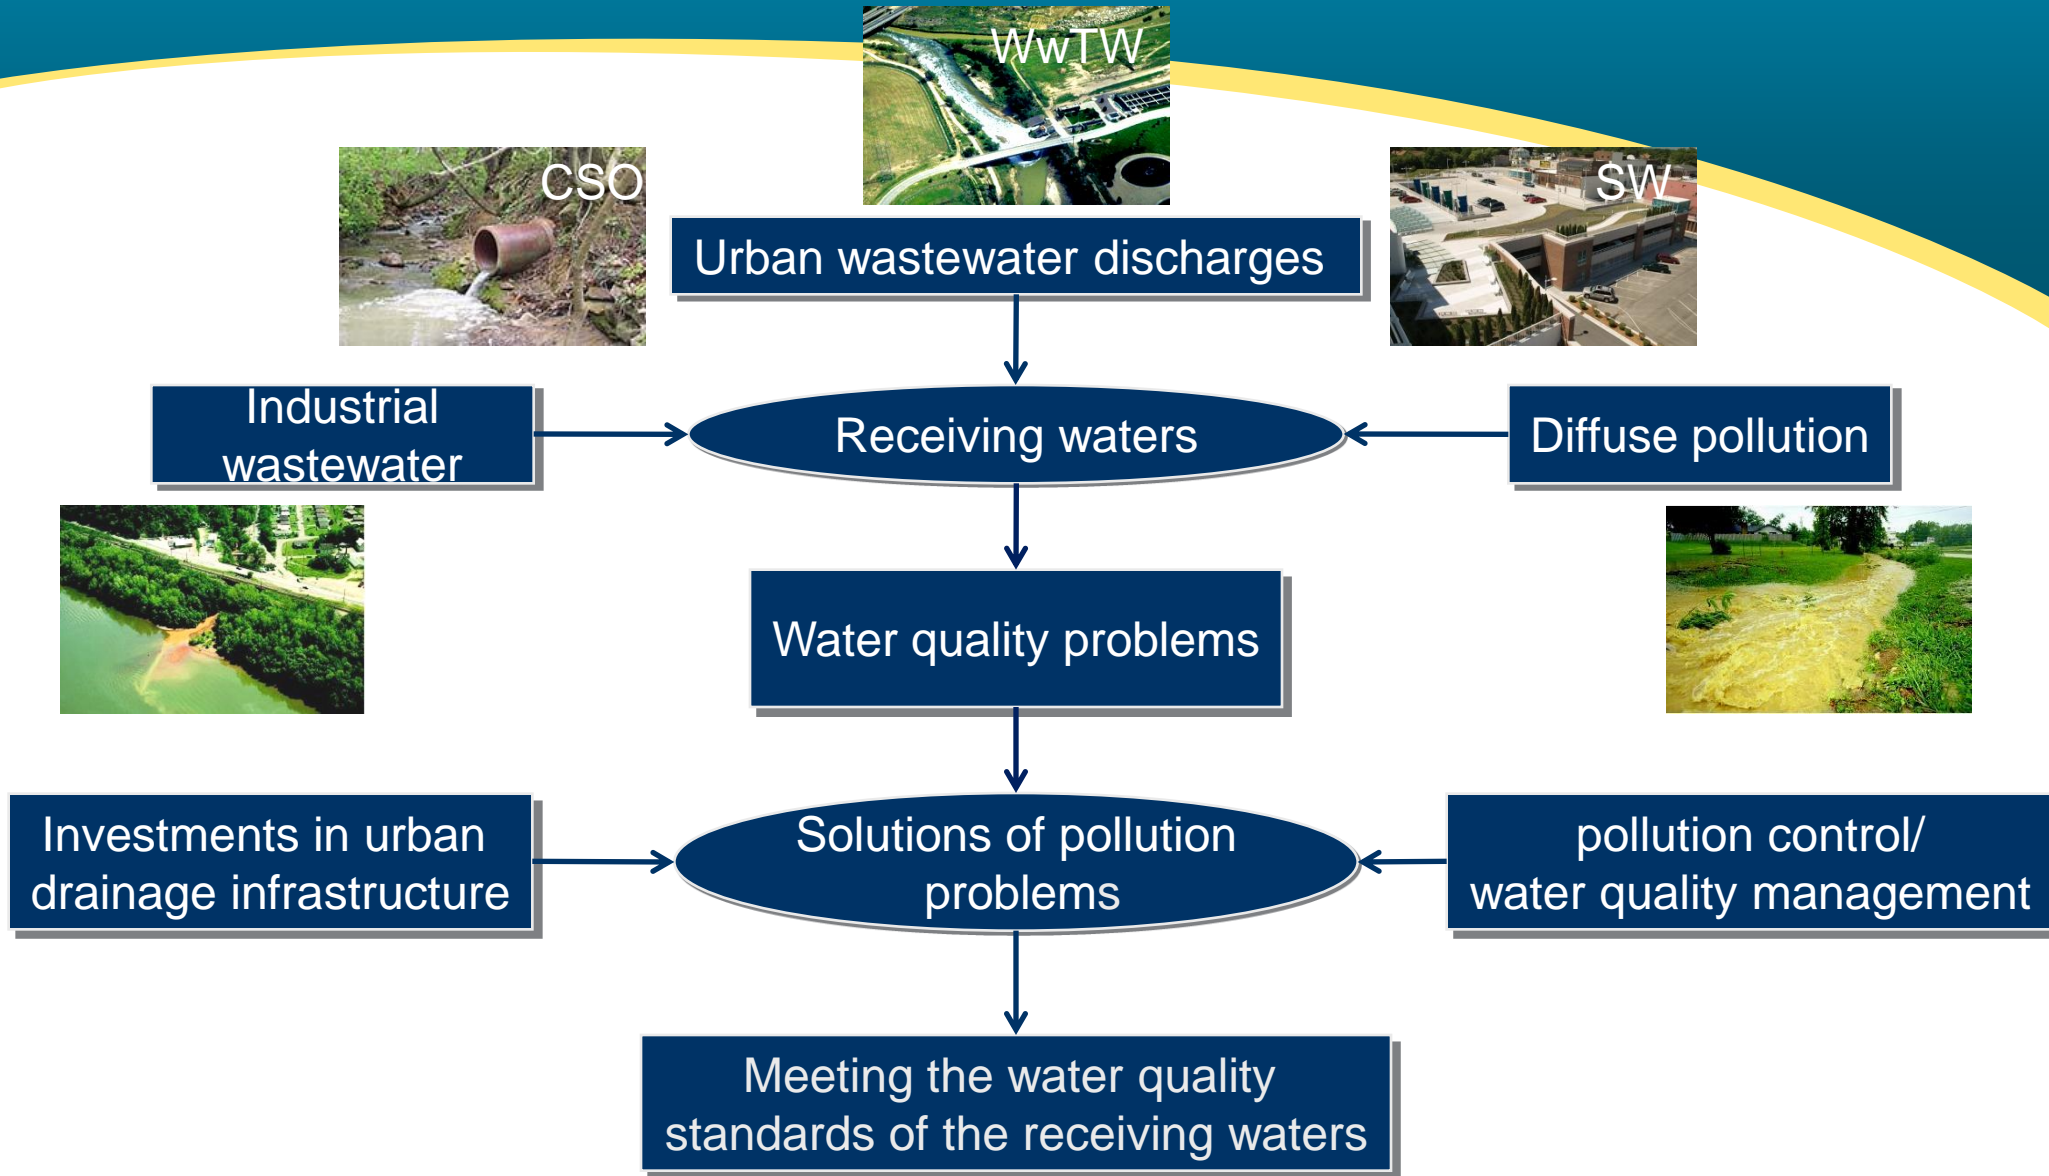 WwTW
CSO
SW
Urban wastewater discharges
Industrial
wastewater
Receiving waters
Diffuse pollution
Water quality problems
Investments in urban
drainage infrastructure
Solutions of pollution
problems
pollution control/
water quality management
Meeting the water quality
standards of the receiving waters